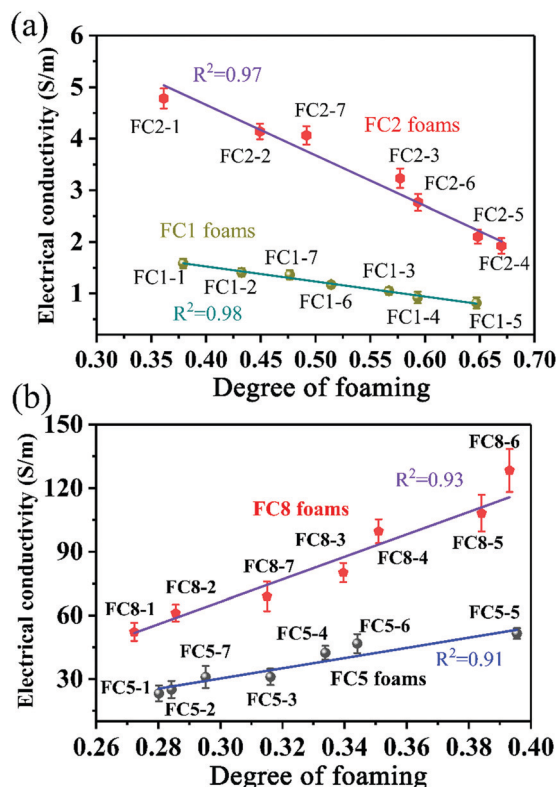 (a)
Electrical conductivity (S/m)
6
5
4
3
2
1
R²=0.97
FC2-1
FC2-2
FC2-7
FC2 foams
FC2-3
FC2-6
FC2-5
FC2-4
FC1 foams
FC1-1
FC1-2
FC1-7
FC1-6
FC1-3
FC1-4
FC1-5
R²=0.98
0.30 0.35 0.40 0.45 0.50 0.55 0.60 0.65 0.70
Degree of foaming
(b)
Electrical conductivity (S/m)
150
120
90
60
30
FC8-6
R²=0.93
FC8 foams
FC8-5
FC8-3
FC8-4
FC8-7
FC8-2
FC8-1
FC5-5
FC5-6
FC5-4
FC5-7
R²=0.91
FC5 foams
FC5-1
FC5-2
FC5-3
0.26 0.28 0.30 0.32 0.34 0.36 0.38 0.40
Degree of foaming